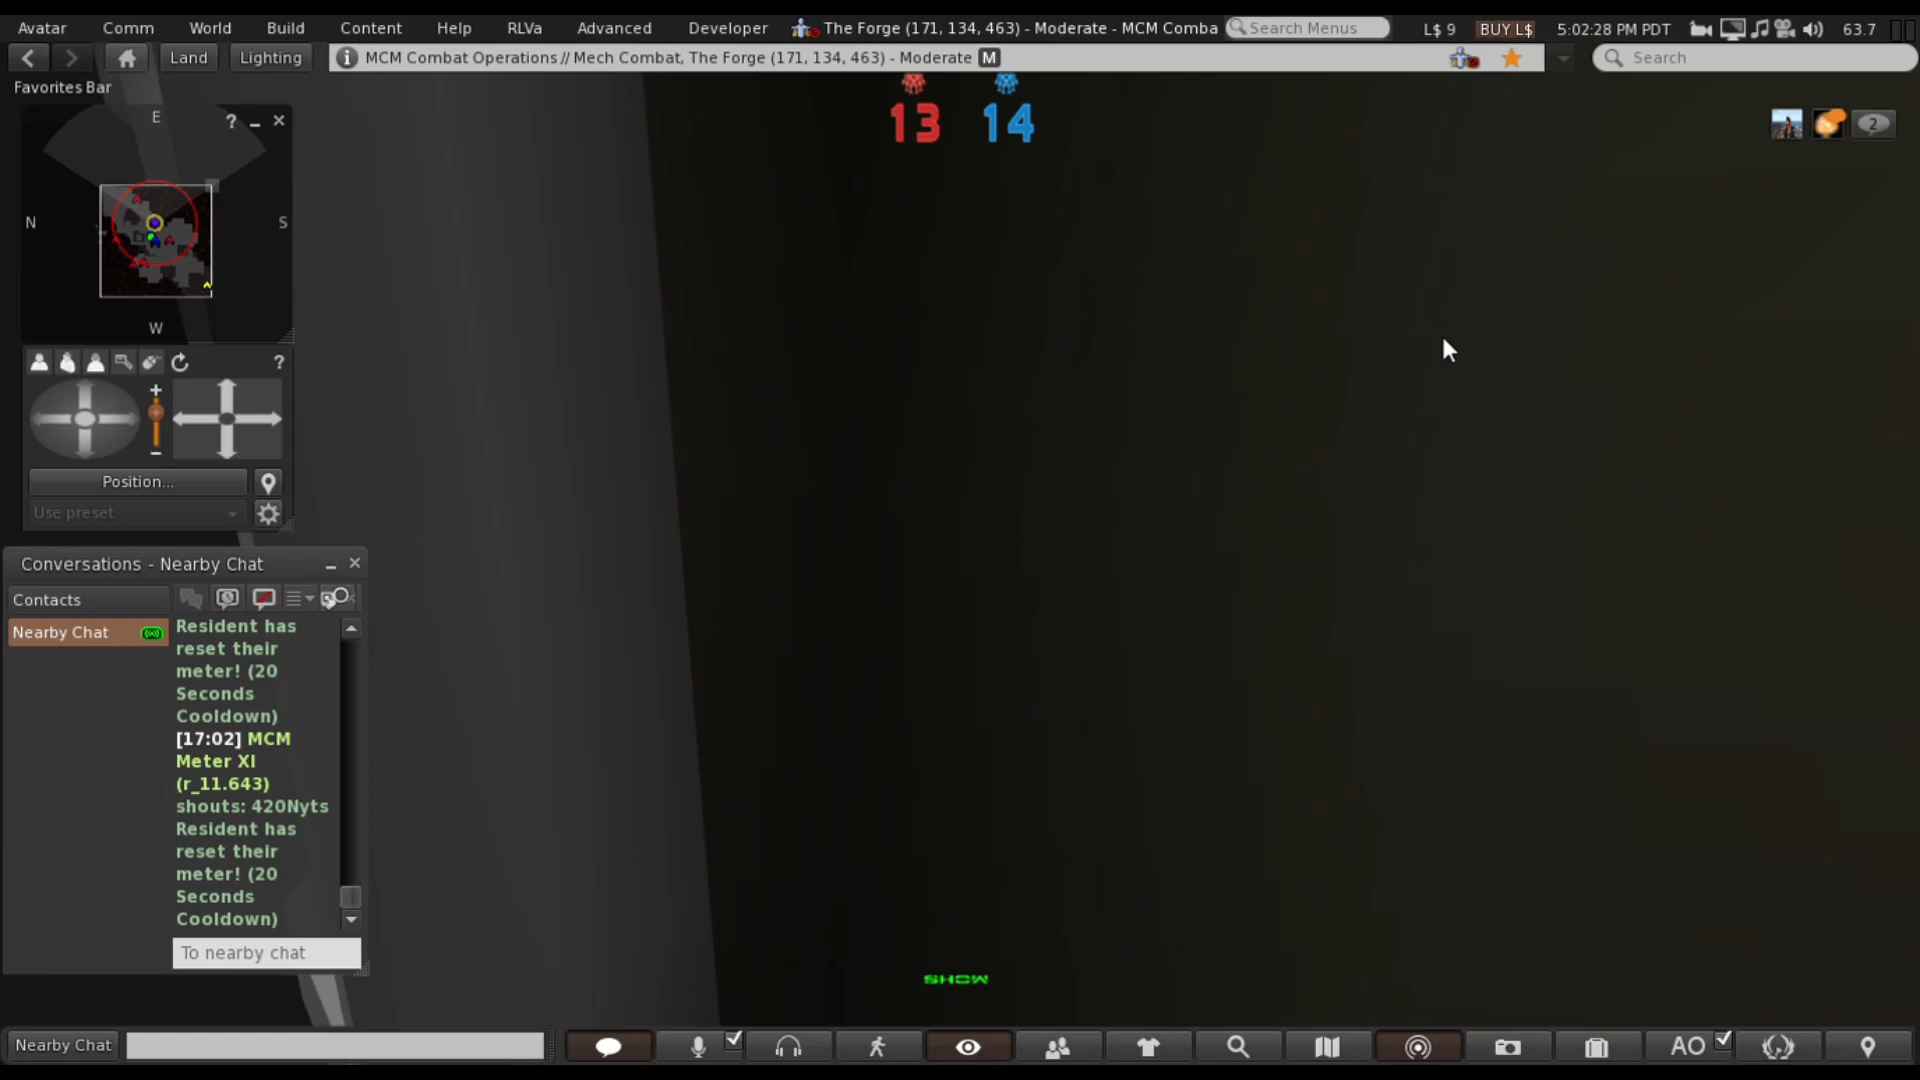 Avatar Comm World Build Content Help RLVa Advanced Developer The Forge (171, 134, 463) - Moderate - MCM Comba Search Menus L$ 9 BUY L$ 5:02:28 PM PDT 63.7
Land Lighting MCM Combat Operations // Mech Combat, The Forge (171, 134, 463) - Moderate M Search
Favorites Bar
13 14
2
E
? _
N
S
W
?
+
−
Position...
Use preset
Conversations - Nearby Chat
Contacts
Nearby Chat
Resident has
reset their
meter! (20
Seconds
Cooldown)
[17:02] MCM
Meter XI
(r_11.643)
shouts: 420Nyts
Resident has
reset their
meter! (20
Seconds
Cooldown)
To nearby chat
SHOW
Nearby Chat AO